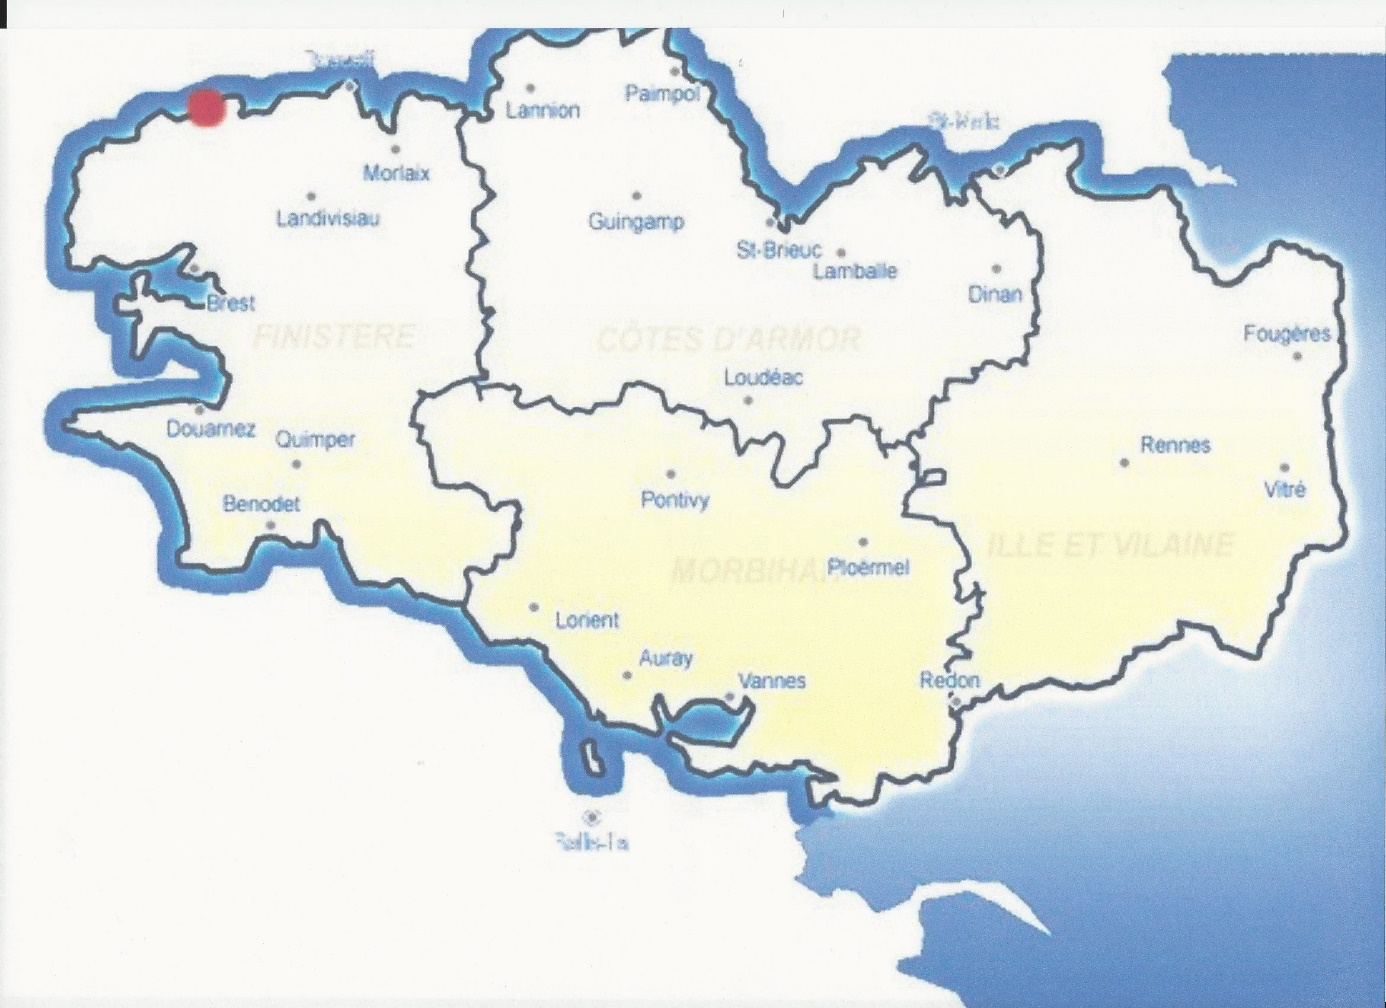 Paimpol
Lannion
Morlaix
Landivisiau
Guingamp
St-Brieuc
Lamballe
Dinan
Brest
FINISTERE
CÔTES D'ARMOR
Fougères
Loudéac
Douarnez
Quimper
Rennes
Vitré
Pontivy
Benodet
ILLE ET VILAINE
MORBIHAN
Ploërmel
Lorient
Auray
Vannes
Redon